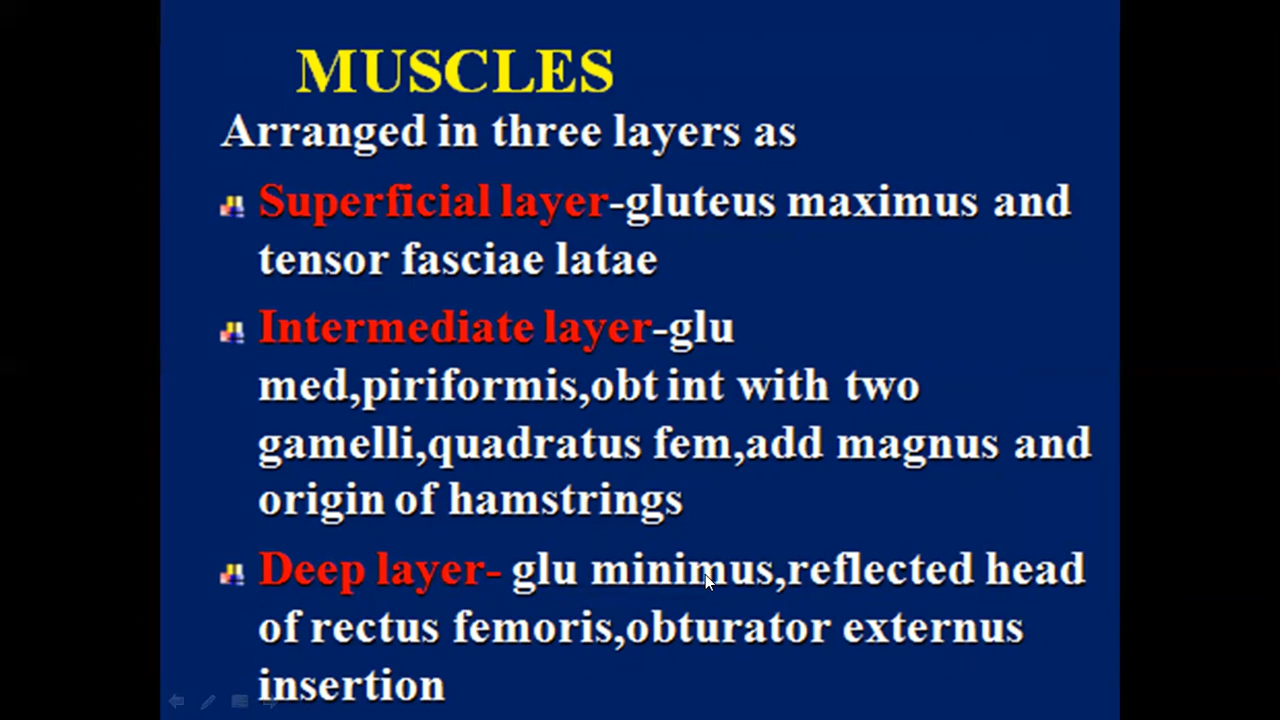 MUSCLES
Arranged in three layers as
Superficial layer-gluteus maximus and
tensor fasciae latae
Intermediate layer-glu
med,piriformis,obt int with two
gamelli,quadratus fem,add magnus and
origin of hamstrings
Deep layer- glu minimus,reflected head
of rectus femoris,obturator externus
insertion